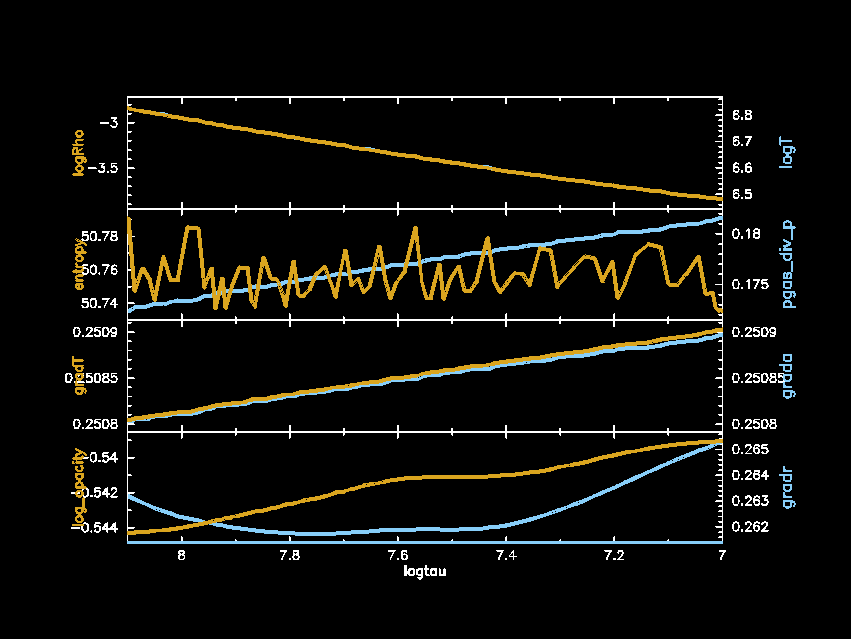 logRho
-3
-3.5
6.8
6.7
6.6
6.5
logT
entropy
50.78
50.76
50.74
0.18
0.175
pgas_div_p
gradT
0.2509
0.25085
0.2508
0.2509
0.25085
0.2508
grada
log_opacity
-0.54
-0.542
-0.544
0.265
0.264
0.263
0.262
gradr
8 7.8 7.6 7.4 7.2 7
logtau